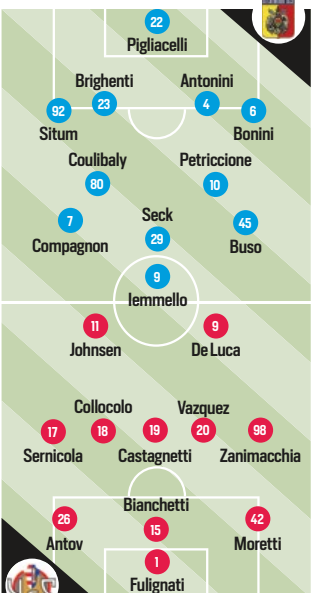 22
Pigliacelli
Brighenti Antonini
92 23 4 6
Situm Bonini
Coulibaly Petriccione
80 10
7 Seck 45
Compagnon 29 Buso
9
Iemmello
11 9
Johnsen De Luca
Collocolo Vazquez
17 18 19 20 98
Sernicola Castagnetti Zanimacchia
Bianchetti
26 15 42
Antov Moretti
1
Fulignati